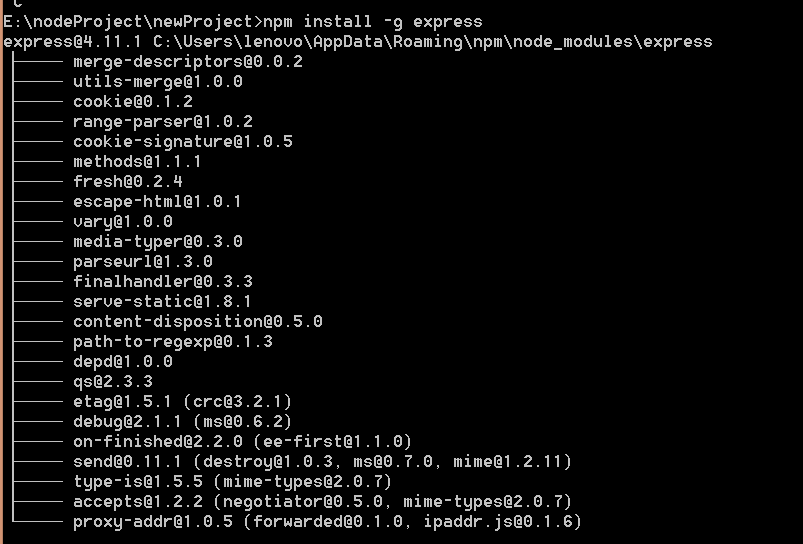 C
E:\nodeProject\newProject>npm install -g express
express@4.11.1 C:\Users\lenovo\AppData\Roaming\npm\node_modules\express
merge-descriptors@0.0.2
utils-merge@1.0.0
cookie@0.1.2
range-parser@1.0.2
cookie-signature@1.0.5
methods@1.1.1
fresh@0.2.4
escape-html@1.0.1
vary@1.0.0
media-typer@0.3.0
parseurl@1.3.0
finalhandler@0.3.3
serve-static@1.8.1
content-disposition@0.5.0
path-to-regexp@0.1.3
depd@1.0.0
qs@2.3.3
etag@1.5.1 (crc@3.2.1)
debug@2.1.1 (ms@0.6.2)
on-finished@2.2.0 (ee-first@1.1.0)
send@0.11.1 (destroy@1.0.3, ms@0.7.0, mime@1.2.11)
type-is@1.5.5 (mime-types@2.0.7)
accepts@1.2.2 (negotiator@0.5.0, mime-types@2.0.7)
proxy-addr@1.0.5 (forwarded@0.1.0, ipaddr.js@0.1.6)